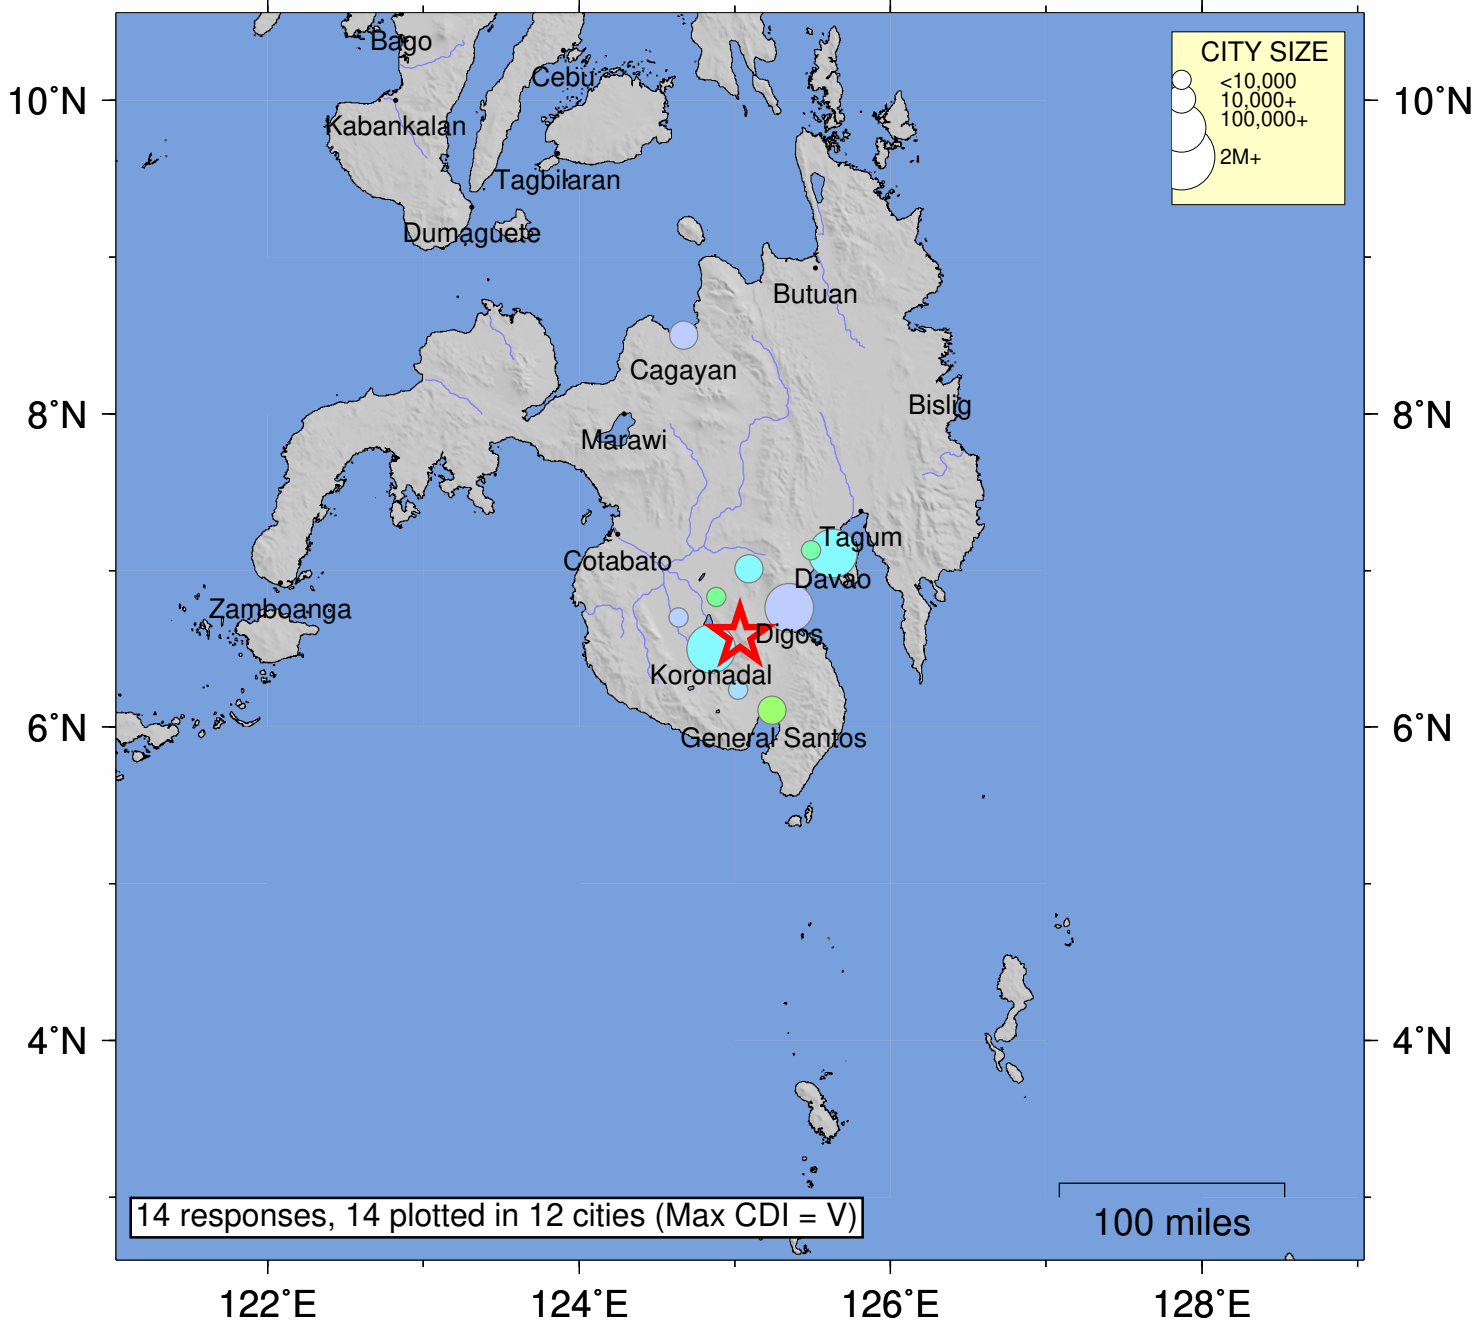 Bago
CITY SIZE
<10,000
10,000+
100,000+
2M+
Cebu
10˚N
10˚N
Kabankalan
Tagbilaran
Dumaguete
Butuan
Cagayan
8˚N
8˚N
Bislig
Marawi
Tagum
Cotabato
Davao
Zamboanga
Digos
Koronadal
6˚N
6˚N
General Santos
4˚N
4˚N
14 responses, 14 plotted in 12 cities (Max CDI = V)
100 miles
122˚E
124˚E
126˚E
128˚E